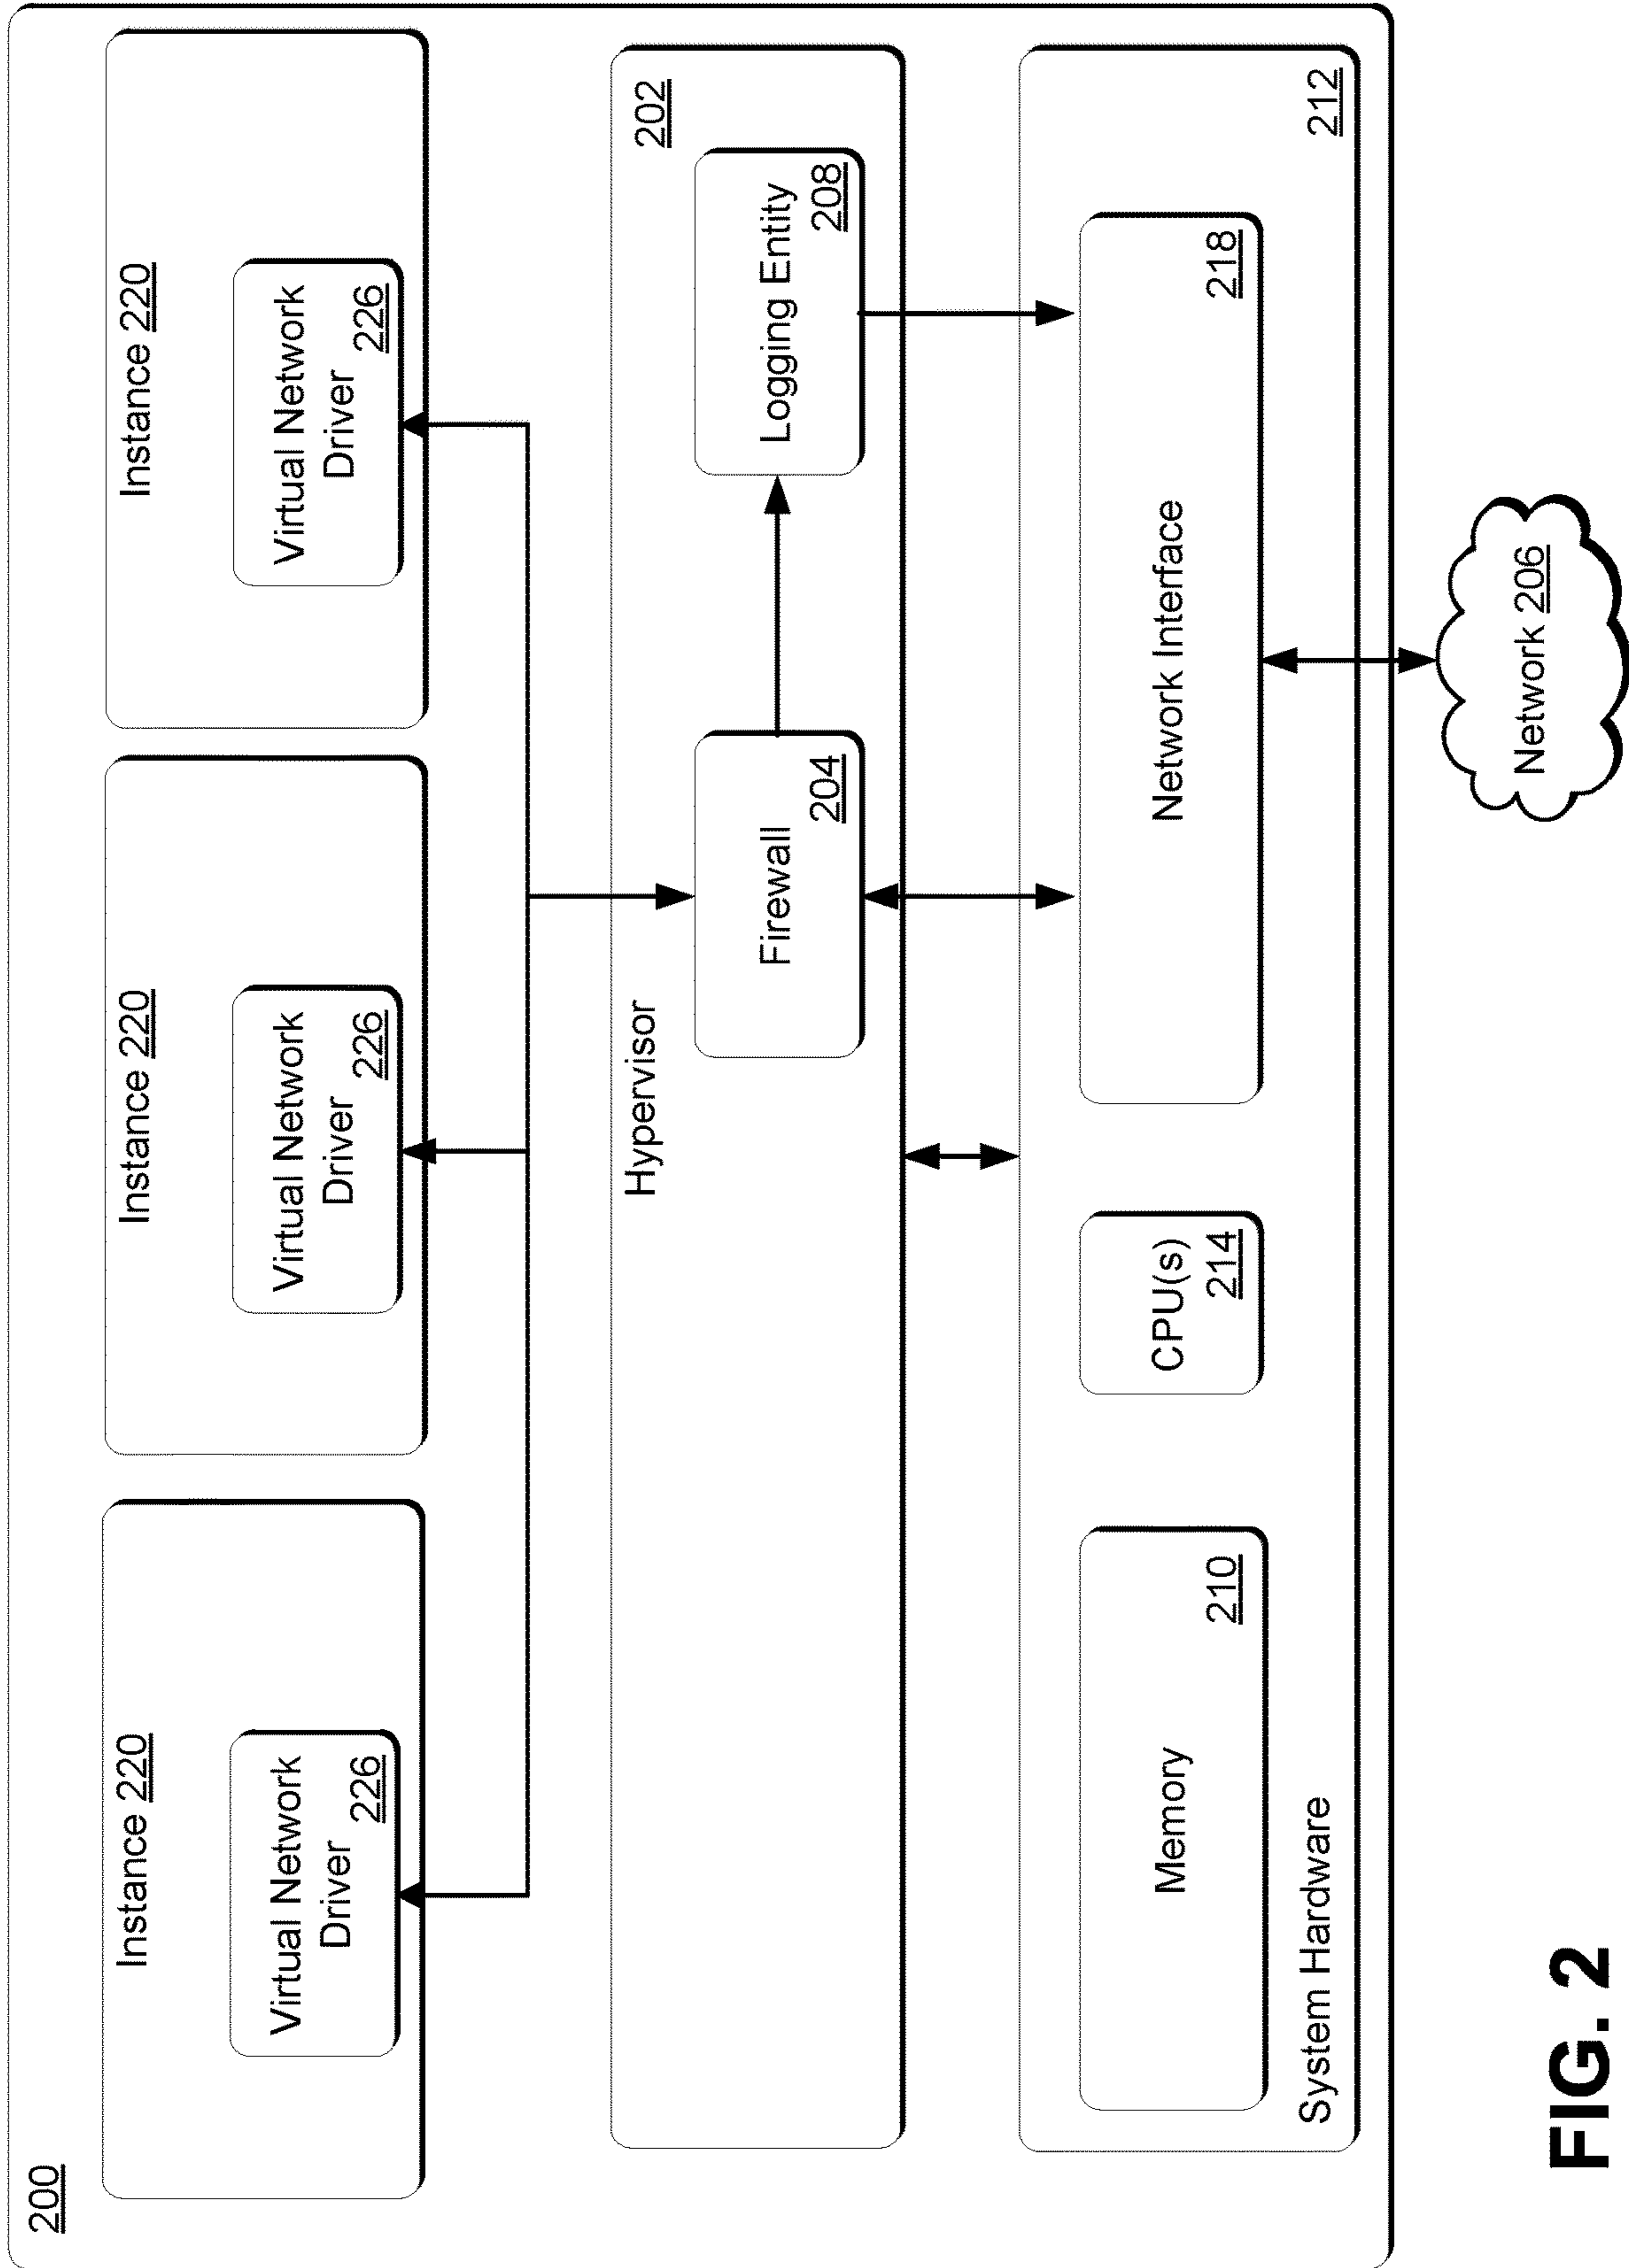 200
Instance 220
Virtual Network
Driver
226
Instance 220
Virtual Network
Driver
226
Instance 220
Virtual Network
Driver
226
Hypervisor
202
Firewall
204
Logging Entity
208
Memory
210
CPU(s)
214
Network Interface
218
System Hardware
212
Network 206
FIG. 2